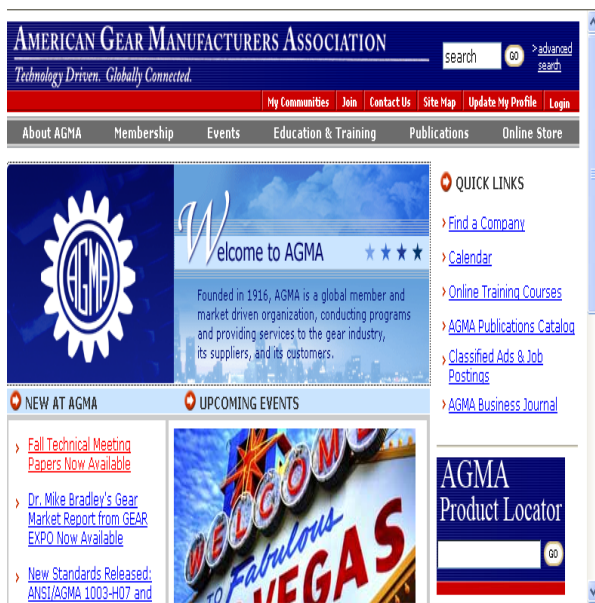 AMERICAN GEAR MANUFACTURERS ASSOCIATION
Technology Driven. Globally Connected.
search GO > advanced
search
My Communities Join Contact Us Site Map Update My Profile Login
About AGMA Membership Events Education & Training Publications Online Store
AGMA
Welcome to AGMA
Founded in 1916, AGMA is a global member and
market driven organization, conducting programs
and providing services to the gear industry,
its suppliers, and its customers.
QUICK LINKS
Find a Company
Calendar
Online Training Courses
AGMA Publications Catalog
Classified Ads & Job
Postings
AGMA Business Journal
NEW AT AGMA
Fall Technical Meeting
Papers Now Available
Dr. Mike Bradley's Gear
Market Report from GEAR
EXPO Now Available
New Standards Released:
ANSI/AGMA 1003-H07 and
UPCOMING EVENTS
WELCOME
TO Fabulous
VEGAS
AGMA
Product Locator
GO